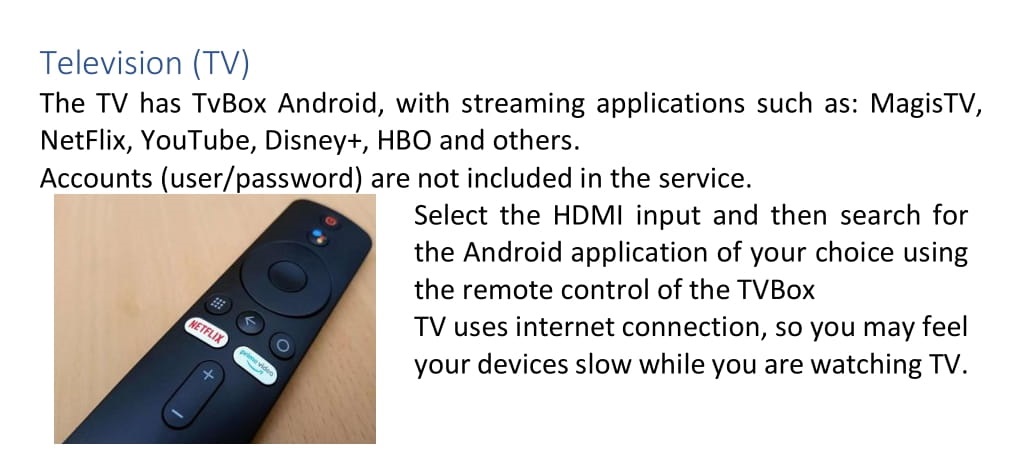 Television (TV)
The TV has TvBox Android, with streaming applications such as: MagisTV,
NetFlix, YouTube, Disney+, HBO and others.
Accounts (user/password) are not included in the service.
Select the HDMI input and then search for
the Android application of your choice using
the remote control of the TVBox
TV uses internet connection, so you may feel
your devices slow while you are watching TV.
NETFLIX
prime video